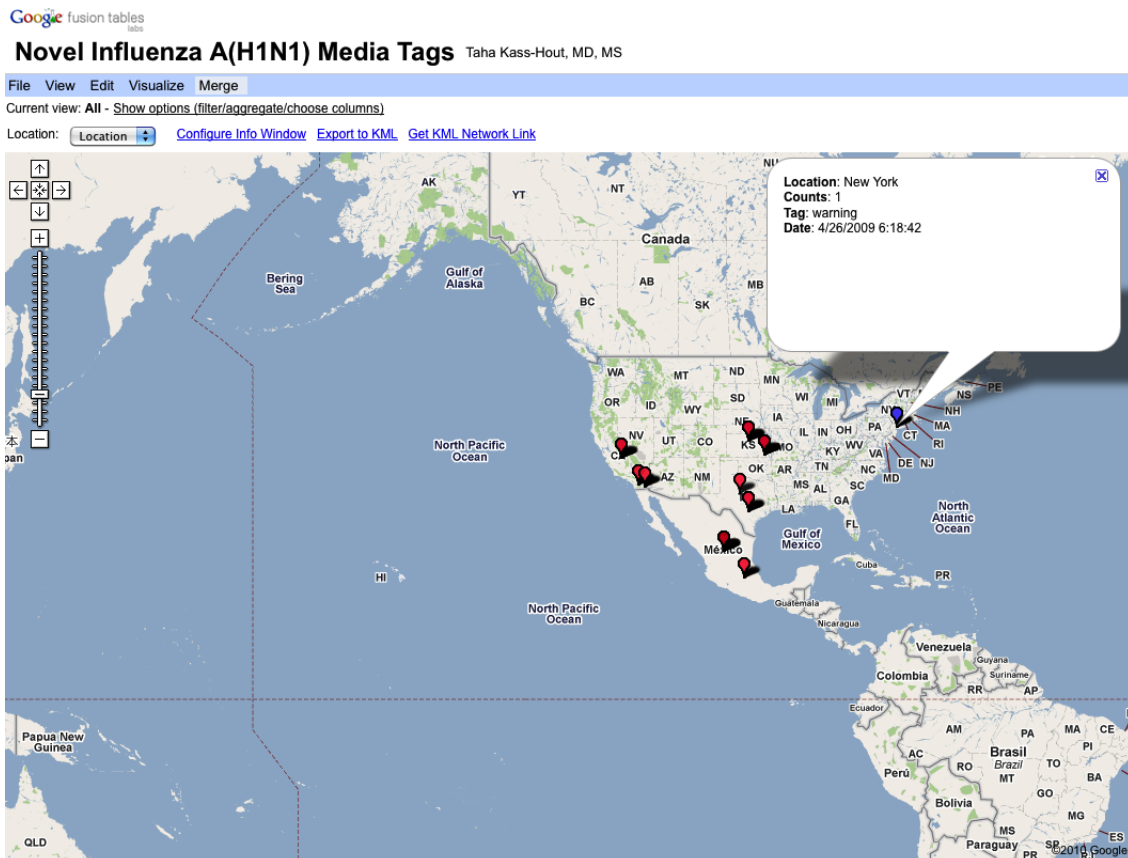 Google fusion tables
labs
Novel Influenza A(H1N1) Media Tags Taha Kass-Hout, MD, MS
File View Edit Visualize Merge
Current view: All - Show options (filter/aggregate/choose columns)
Location: Location Configure Info Window Export to KML Get KML Network Link
Location: New York
Counts: 1
Tag: warning
Date: 4/26/2009 6:18:42
NU
AK
YT
NT
Canada
Bering
Sea
Gulf of
Alaska
AB
MB
BC
SK
WA
MT
ND
MN
OR
ID
WY
SD
WI
MI
VT
NS
PE
NH
IA
NE
NY
MA
NV
UT
CO
KS
MO
IL
IN
OH
PA
CT
RI
KY
WV
VA
DE
NJ
MD
North Pacific
Ocean
AZ
NM
OK
AR
TN
NC
MS
AL
SC
GA
LA
FL
North
Atlantic
Ocean
Gulf of
Mexico
México
Cuba
PR
HI
Guatemala
Nicaragua
North Pacific
Ocean
Venezuela
Guyana
Suriname
Colombia
RR
AP
Ecuador
Papua New
Guinea
AM
PA
MA
CE
PI
AC
Brasil
Brazil
RO
TO
Perú
MT
BA
GO
Bolivia
MG
QLD
MS
ES
Paraguay
SP
PR
©2010 Google